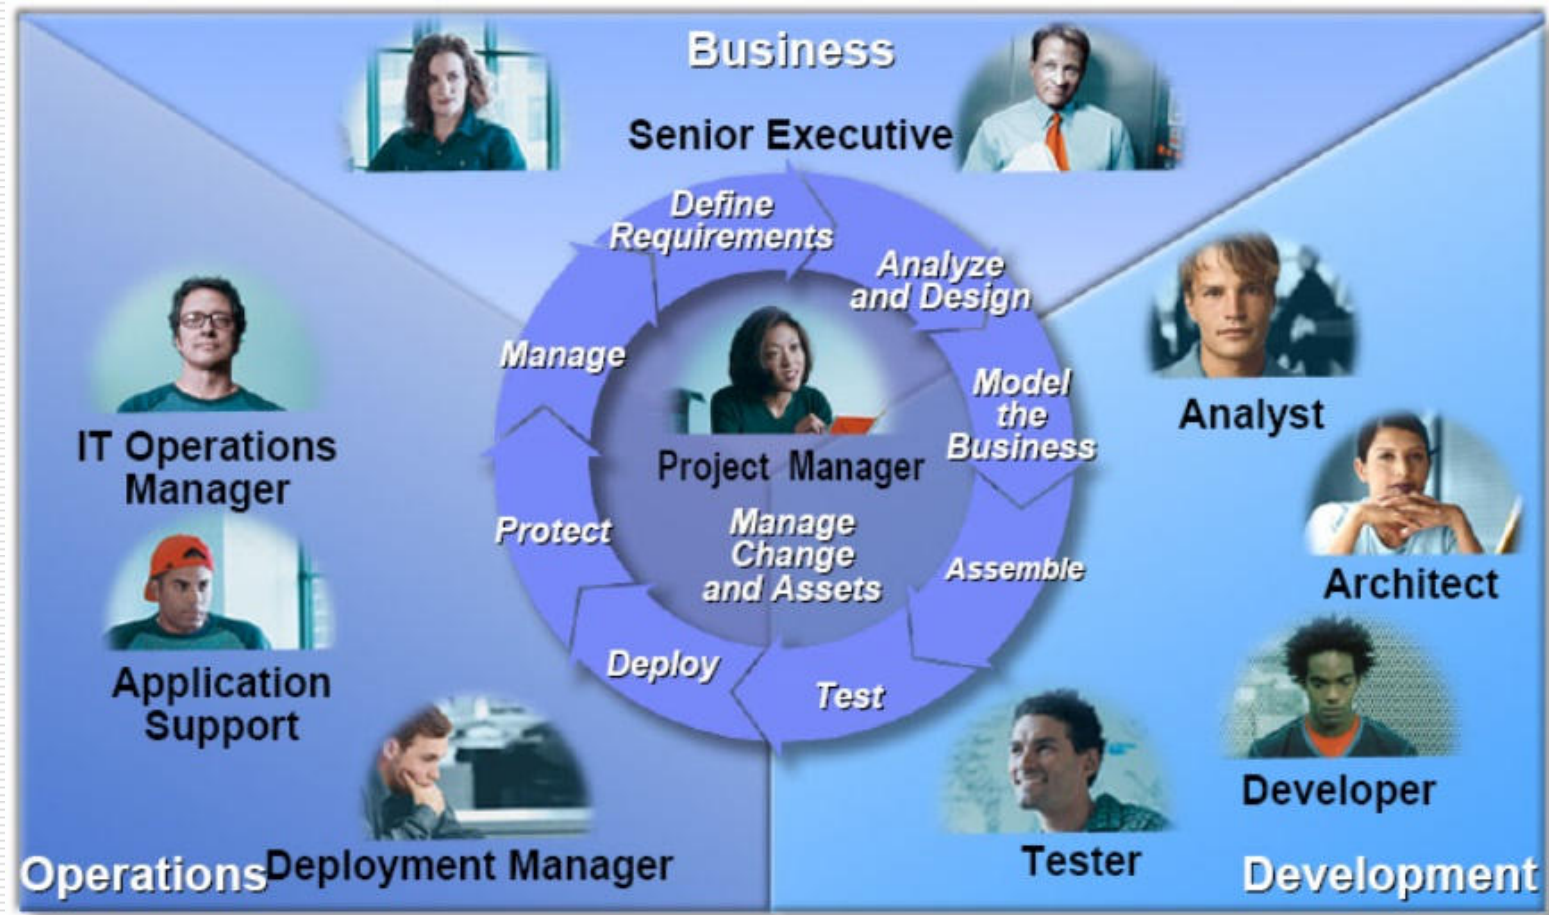 Business
Senior Executive
Define
Requirements
Analyze
and Design
Model
the
Business
Assemble
Test
Deploy
Protect
Manage
Project Manager
Manage
Change
and Assets
Analyst
Architect
Developer
Tester
Development
IT Operations
Manager
Application
Support
Deployment Manager
Operations